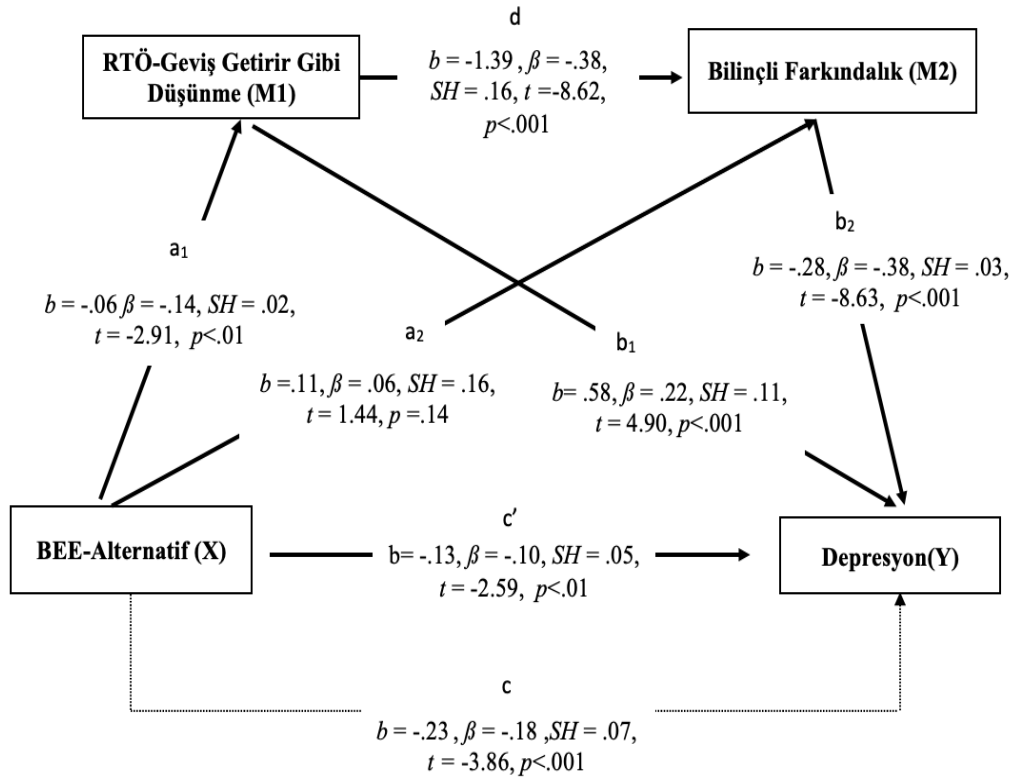 d
RTÖ-Geviş Getirir Gibi
Düşünme (M1)
b = -1.39 , β = -.38,
SH = .16, t =-8.62,
p<.001
Bilinçli Farkındalık (M2)
a₁
b = -.06 β = -.14, SH = .02,
t = -2.91, p<.01
b₂
b = -.28, β = -.38, SH = .03,
t = -8.63, p<.001
a₂
b =.11, β = .06, SH = .16,
t = 1.44, p =.14
b₁
b= .58, β = .22, SH = .11,
t = 4.90, p<.001
BEE-Alternatif (X)
c’
b= -.13, β = -.10, SH = .05,
t = -2.59, p<.01
Depresyon(Y)
c
b = -.23 , β = -.18 ,SH = .07,
t = -3.86, p<.001